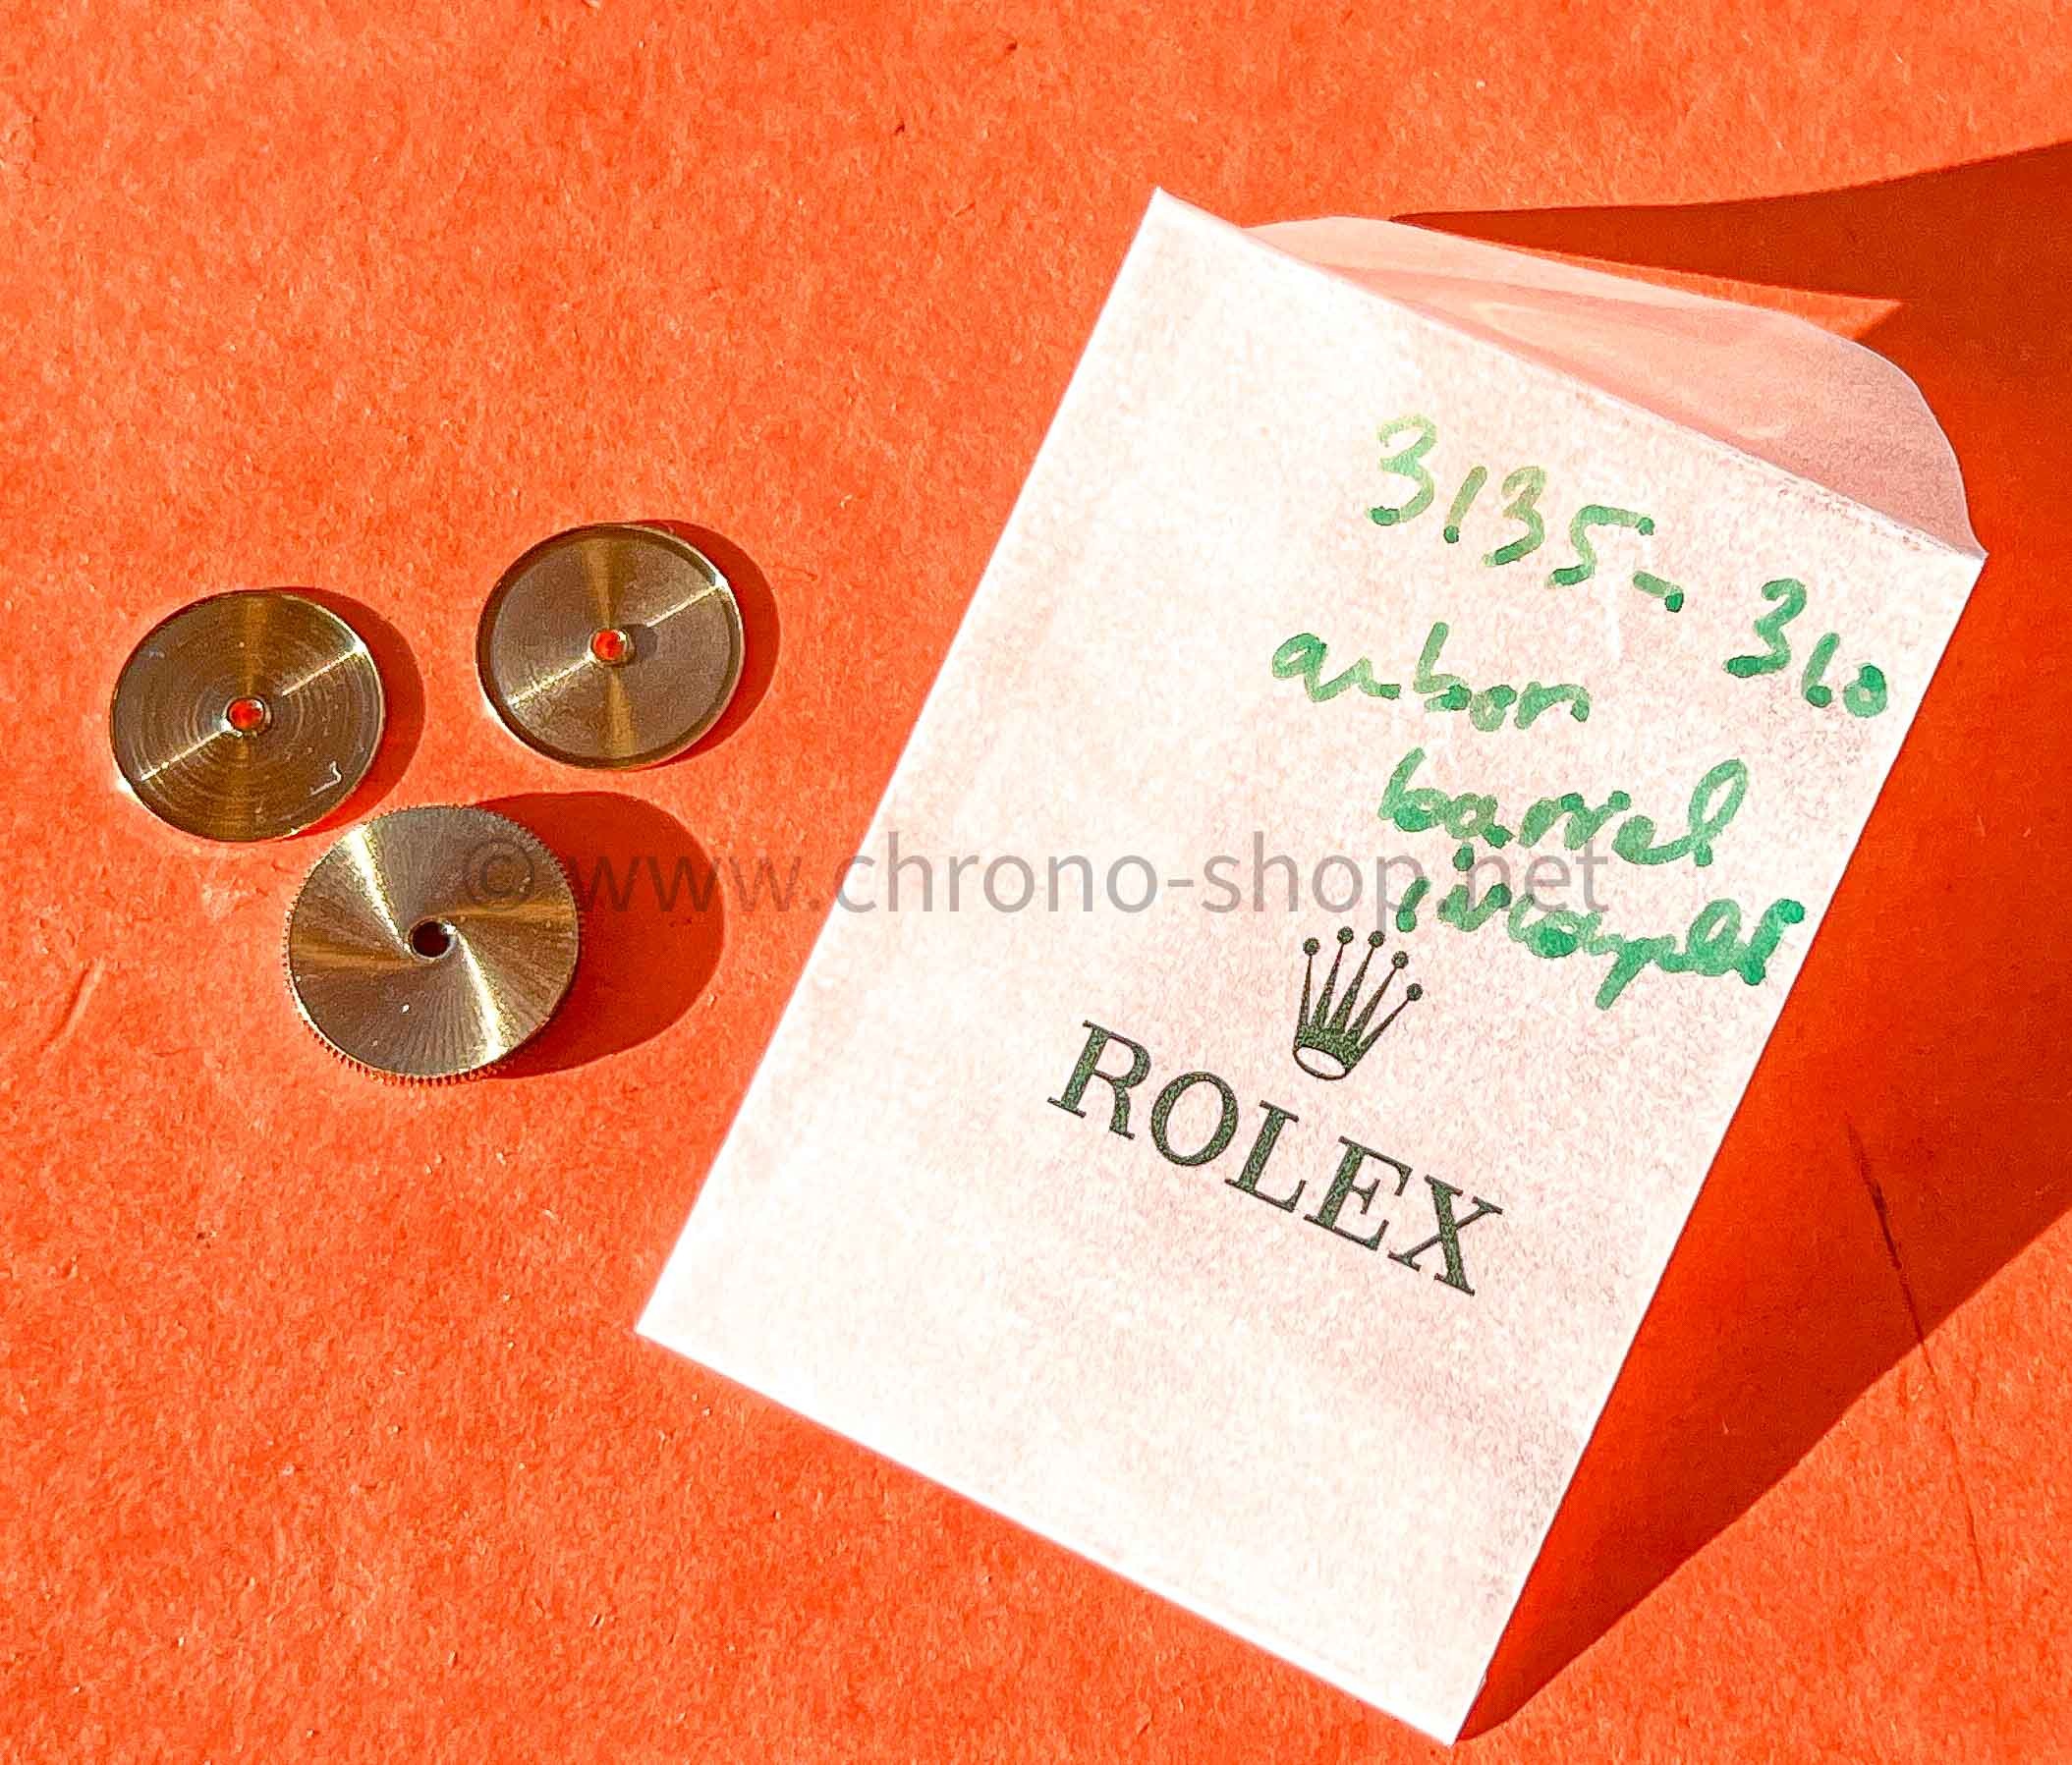 3135-310
arbor
barrel
© www.chrono-shop.net
ROLEX